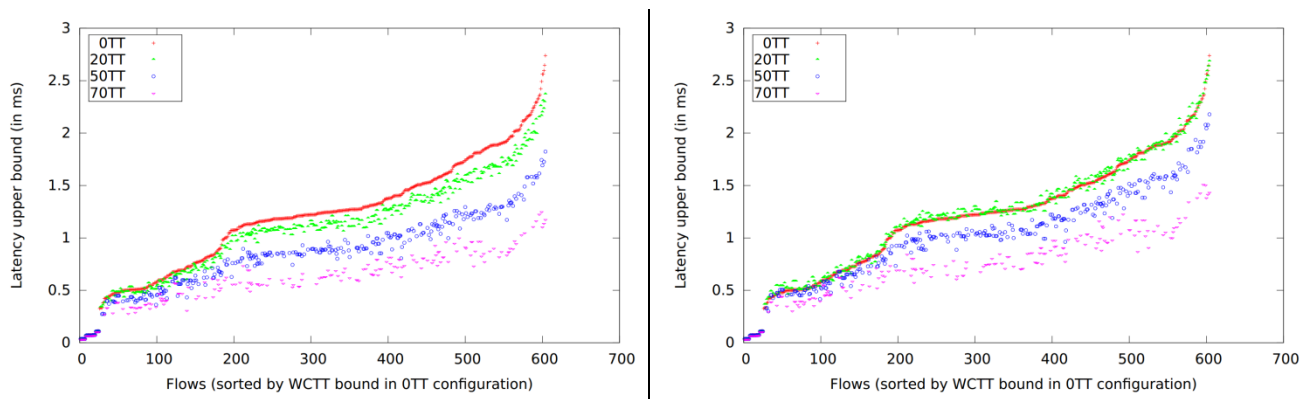 3
2.5
2
1.5
1
0.5
0
0TT
20TT
50TT
70TT
Latency upper bound (in ms)
0 100 200 300 400 500 600 700
Flows (sorted by WCTT bound in 0TT configuration)
3
2.5
2
1.5
1
0.5
0
0TT
20TT
50TT
70TT
Latency upper bound (in ms)
0 100 200 300 400 500 600 700
Flows (sorted by WCTT bound in 0TT configuration)